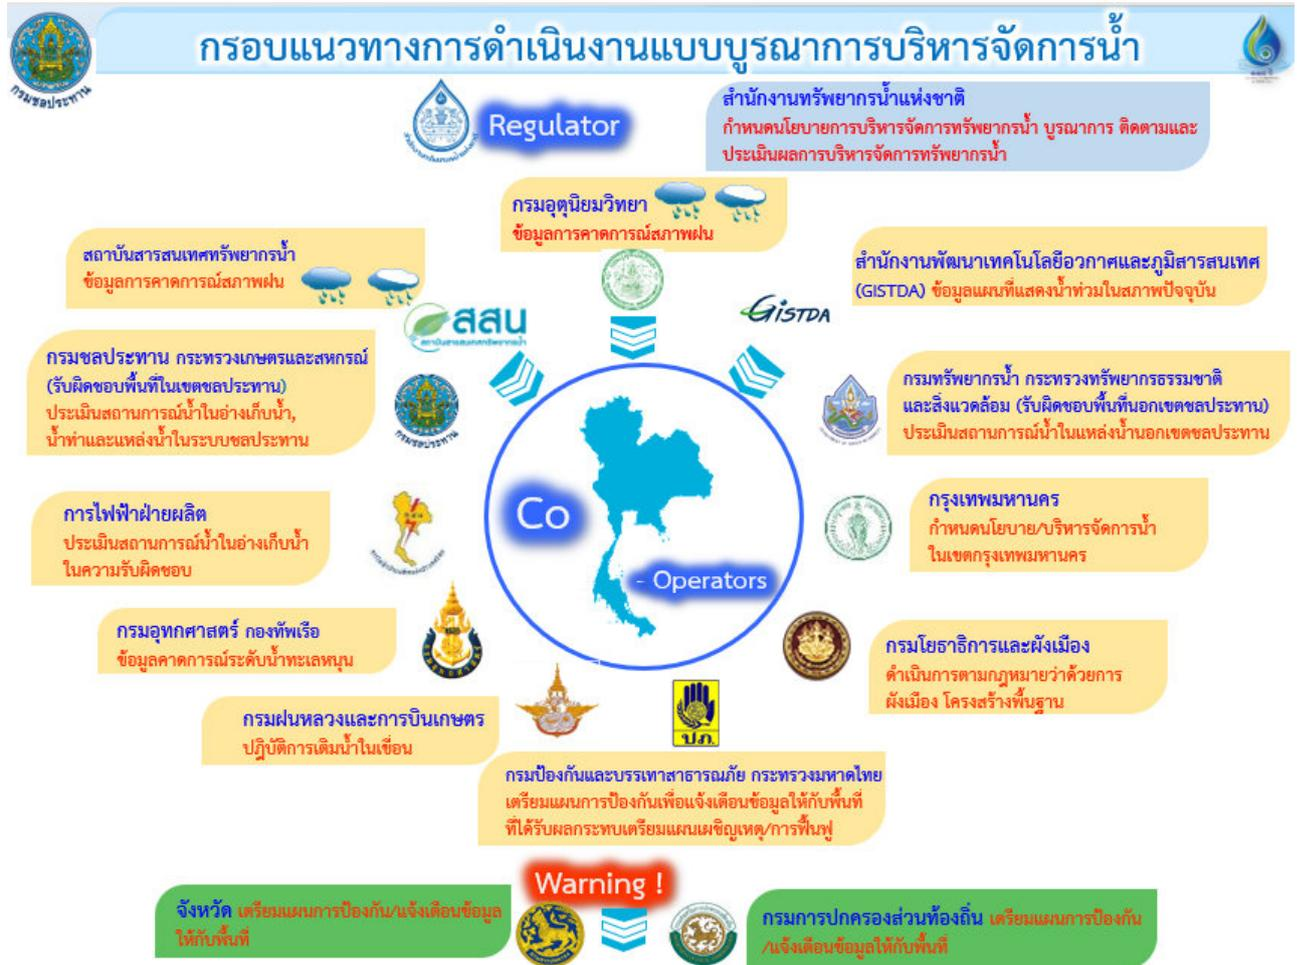 กรอบแนวทางการดำเนินงานแบบบูรณาการบริหารจัดการน้ำ
กรมชลประทาน
Regulator
สำนักงานทรัพยากรน้ำแห่งชาติ
กำหนดนโยบายการบริหารจัดการทรัพยากรน้ำ บูรณาการ ติดตามและ
ประเมินผลการบริหารจัดการทรัพยากรน้ำ
กรมอุตุนิยมวิทยา
ข้อมูลการคาดการณ์สภาพฝน
สถาบันสารสนเทศทรัพยากรน้ำ
ข้อมูลการคาดการณ์สภาพฝน
สำนักงานพัฒนาเทคโนโลยีอวกาศและภูมิสารสนเทศ
(GISTDA) ข้อมูลแผนที่แสดงน้ำท่วมในสภาพปัจจุบัน
สสน
สถาบันสารสนเทศทรัพยากรน้ำ
GISTDA
กรมชลประทาน กระทรวงเกษตรและสหกรณ์
(รับผิดชอบพื้นที่ในเขตชลประทาน)
ประเมินสถานการณ์น้ำในอ่างเก็บน้ำ,
น้ำท่าและแหล่งน้ำในระบบชลประทาน
กรมชลประทาน
กรมทรัพยากรน้ำ กระทรวงทรัพยากรธรรมชาติ
และสิ่งแวดล้อม (รับผิดชอบพื้นที่นอกเขตชลประทาน)
ประเมินสถานการณ์น้ำในแหล่งน้ำนอกเขตชลประทาน
Co
- Operators
การไฟฟ้าฝ่ายผลิต
ประเมินสถานการณ์น้ำในอ่างเก็บน้ำ
ในความรับผิดชอบ
กรุงเทพมหานคร
กำหนดนโยบาย/บริหารจัดการน้ำ
ในเขตกรุงเทพมหานคร
กรมอุทกศาสตร์ กองทัพเรือ
ข้อมูลคาดการณ์ระดับน้ำทะเลหนุน
กรมโยธาธิการและผังเมือง
ดำเนินการตามกฎหมายว่าด้วยการ
ผังเมือง โครงสร้างพื้นฐาน
กรมฝนหลวงและการบินเกษตร
ปฎิบัติการเติมน้ำในเขื่อน
ปภ.
กรมป้องกันและบรรเทาสาธารณภัย กระทรวงมหาดไทย
เตรียมแผนการป้องกันเพื่อแจ้งเตือนข้อมูลให้กับพื้นที่
ที่ได้รับผลกระทบเตรียมแผนเผชิญเหตุ/การฟื้นฟู
Warning !
จังหวัด เตรียมแผนการป้องกัน/แจ้งเตือนข้อมูล
ให้กับพื้นที่
กรมการปกครองส่วนท้องถิ่น เตรียมแผนการป้องกัน
/แจ้งเตือนข้อมูลให้กับพื้นที่